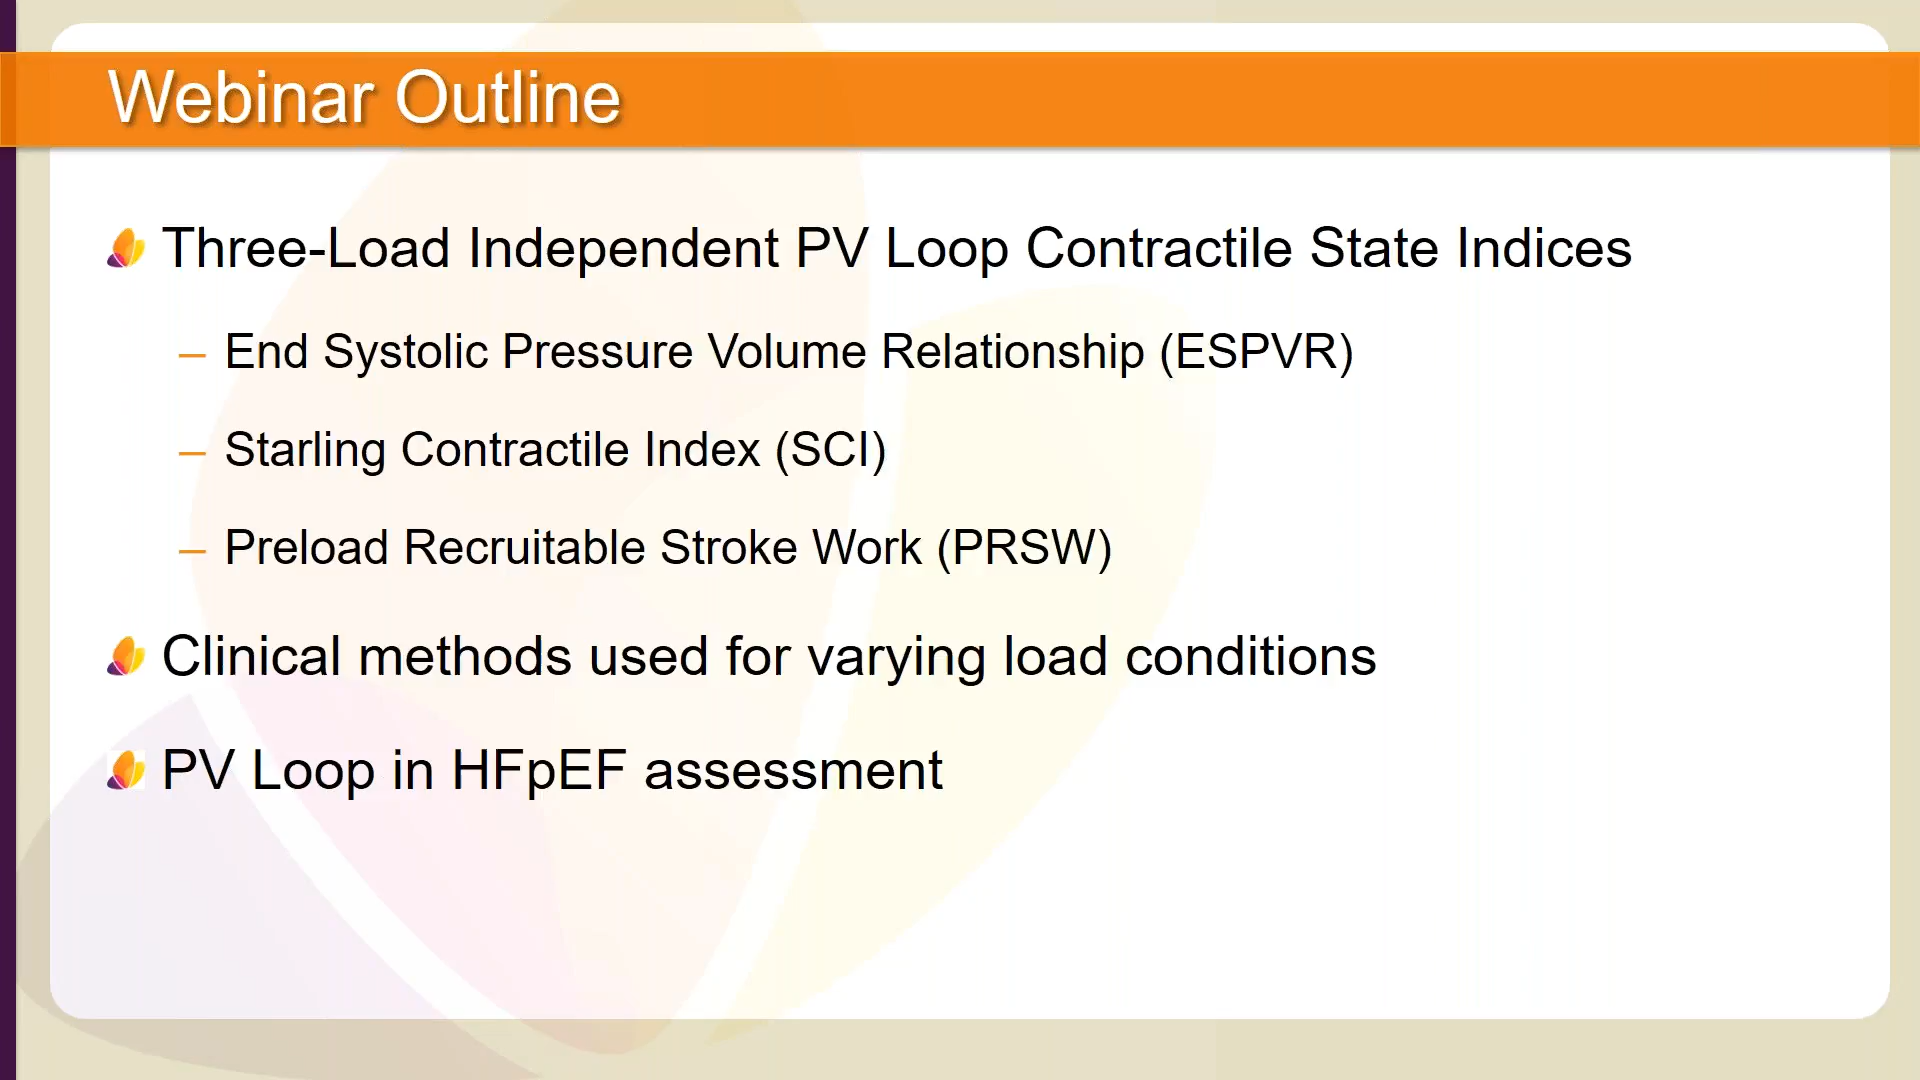 Webinar Outline
Three-Load Independent PV Loop Contractile State Indices
– End Systolic Pressure Volume Relationship (ESPVR)
– Starling Contractile Index (SCI)
– Preload Recruitable Stroke Work (PRSW)
Clinical methods used for varying load conditions
PV Loop in HFpEF assessment